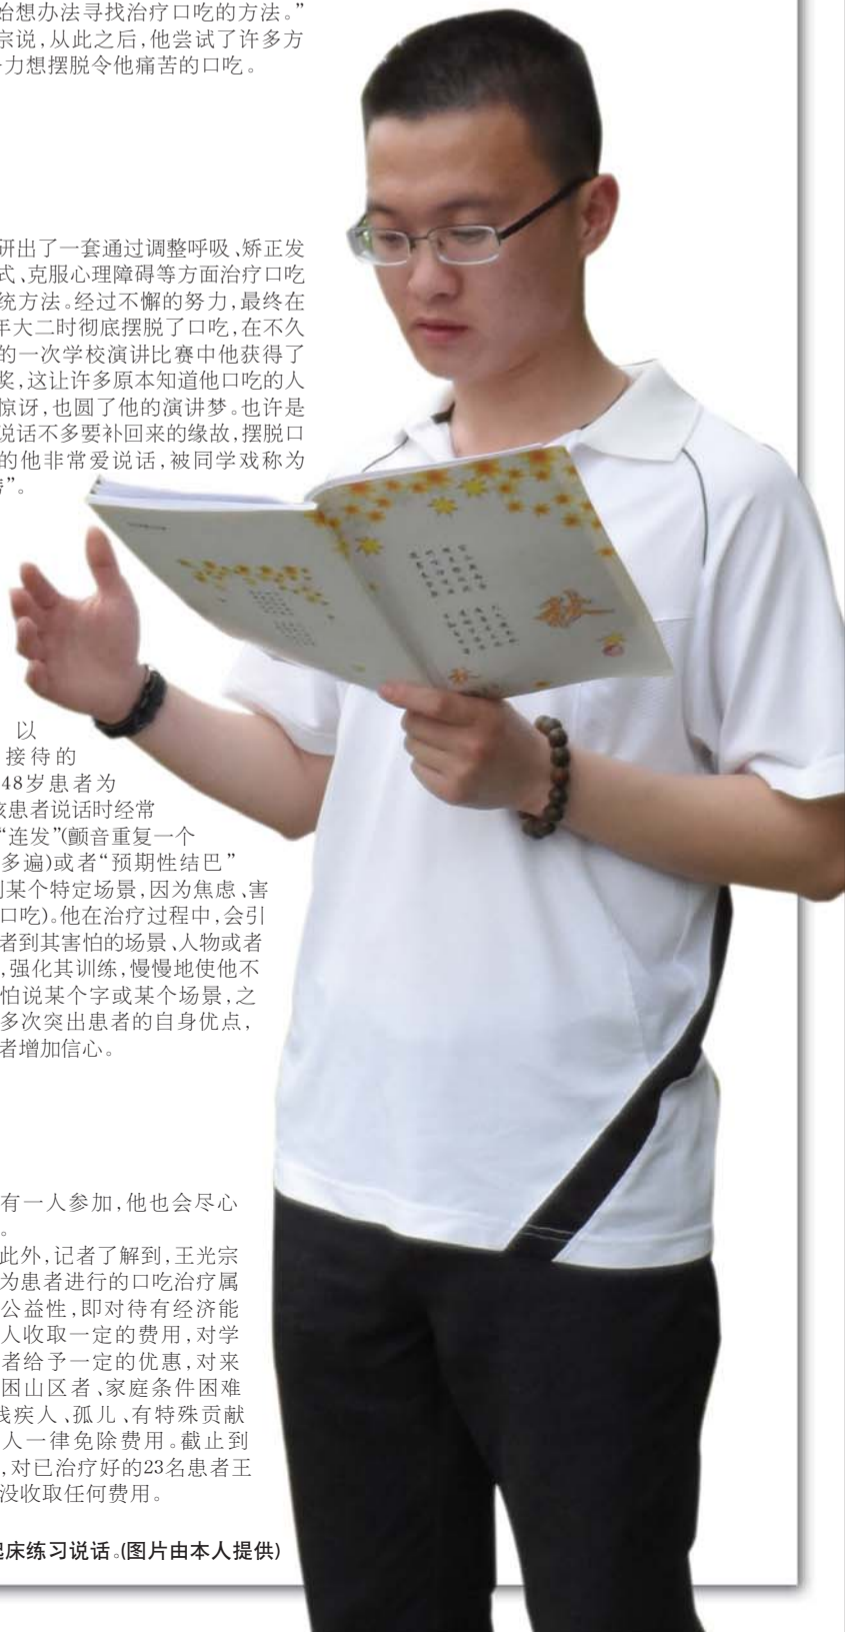 始想办法寻找治疗口吃的方法。”
宗说，从此之后，他尝试了许多方
力想摆脱令他痛苦的口吃。
研出了一套通过调整呼吸、矫正发
式、克服心理障碍等方面治疗口吃
统方法。经过不懈的努力，最终在
年大二时彻底摆脱了口吃，在不久
的一次学校演讲比赛中他获得了
奖，这让许多原本知道他口吃的人
惊讶，也圆了他的演讲梦。也许是
说话不多要补回来的缘故，摆脱口
的他非常爱说话，被同学戏称为
”。
以
接待的
48岁患者为
该患者说话时经常
“连发”(颤音重复一个
多遍)或者“预期性结巴”
到某个特定场景，因为焦虑、害
口吃)。他在治疗过程中，会引
者到其害怕的场景、人物或者
，强化其训练，慢慢地使他不
怕说某个字或某个场景，之
多次突出患者的自身优点，
者增加信心。
有一人参加，他也会尽心
。
此外，记者了解到，王光宗
为患者进行的口吃治疗属
公益性，即对待有经济能
人收取一定的费用，对学
者给予一定的优惠，对来
困山区者、家庭条件困难
残疾人、孤儿、有特殊贡献
人一律免除费用。截止到
，对已治疗好的23名患者王
没收取任何费用。
起床练习说话。(图片由本人提供)
秋
秋